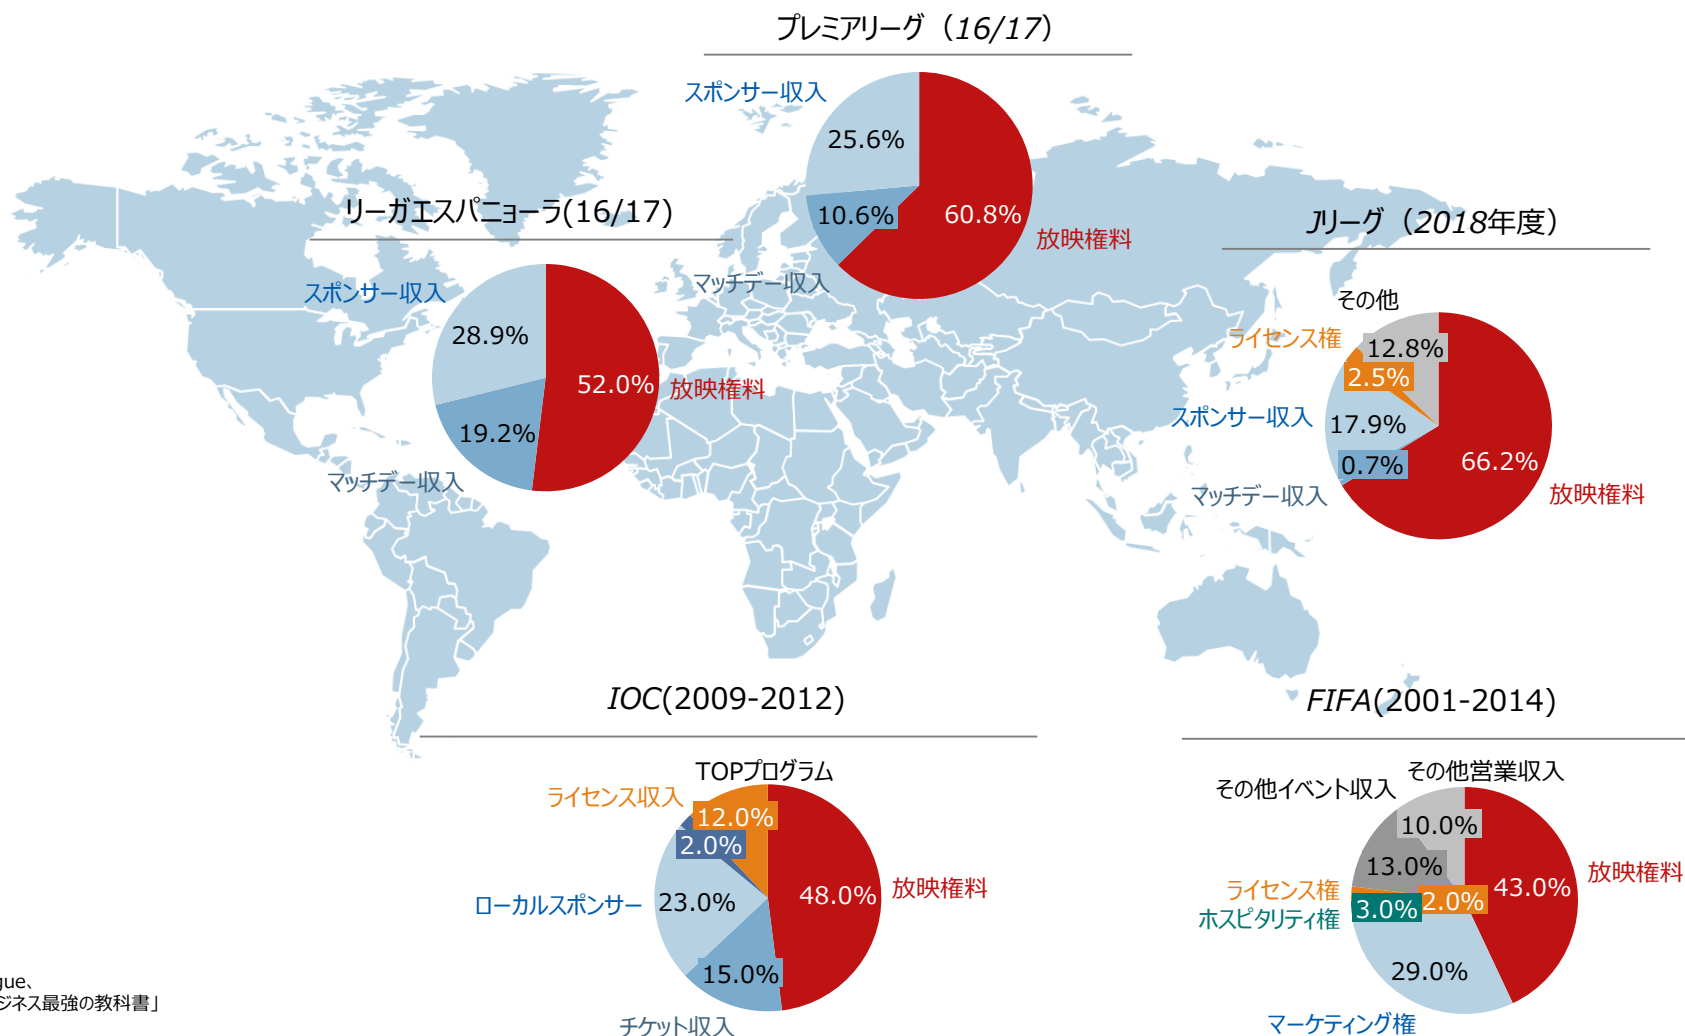 プレミアリーグ（16/17）
スポンサー収入
25.6%
10.6%
60.8%
放映権料
マッチデー収入
リーガエスパニョーラ(16/17)
スポンサー収入
28.9%
52.0%
放映権料
19.2%
マッチデー収入
Jリーグ（2018年度）
その他
ライセンス権
12.8%
2.5%
スポンサー収入
17.9%
0.7%
66.2%
マッチデー収入
放映権料
IOC(2009-2012)
TOPプログラム
ライセンス収入
12.0%
2.0%
ローカルスポンサー
23.0%
48.0%
放映権料
15.0%
チケット収入
FIFA(2001-2014)
その他営業収入
その他イベント収入
10.0%
13.0%
ライセンス権
2.0%
43.0%
放映権料
ホスピタリティ権
3.0%
29.0%
マーケティング権
gue、
ジネス最強の教科書」